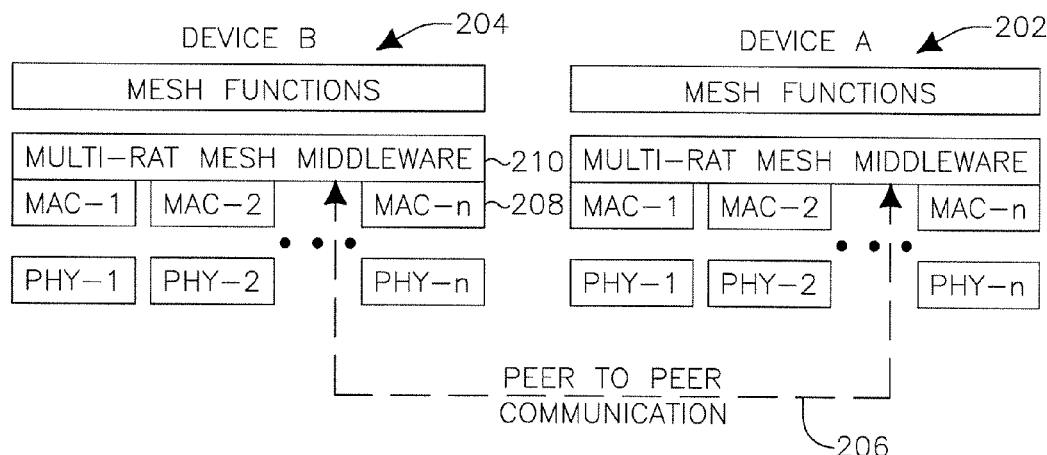 DEVICE B
204
DEVICE A
202
MESH FUNCTIONS
MESH FUNCTIONS
MULTI-RAT MESH MIDDLEWARE
210
MULTI-RAT MESH MIDDLEWARE
MAC-1
MAC-2
MAC-n
208
MAC-1
MAC-2
MAC-n
PHY-1
PHY-2
PHY-n
PHY-1
PHY-2
PHY-n
PEER TO PEER
COMMUNICATION
206